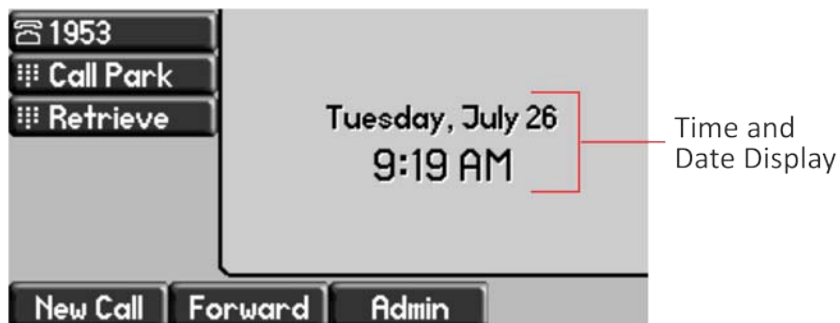 1953
Call Park
Retrieve
Tuesday, July 26
9:19 AM
Time and
Date Display
New Call
Forward
Admin